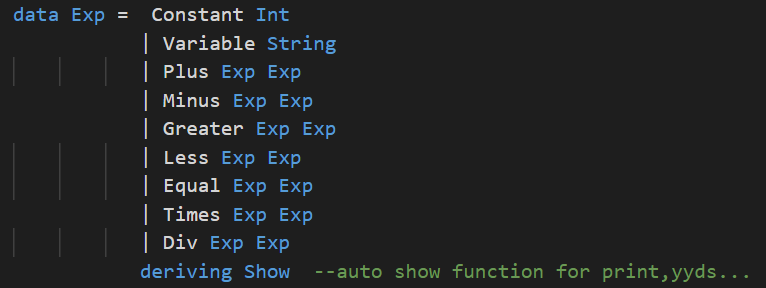 data Exp =  Constant Int
| Variable String
| Plus Exp Exp
| Minus Exp Exp
| Greater Exp Exp
| Less Exp Exp
| Equal Exp Exp
| Times Exp Exp
| Div Exp Exp
deriving Show  --auto show function for print,yyds...